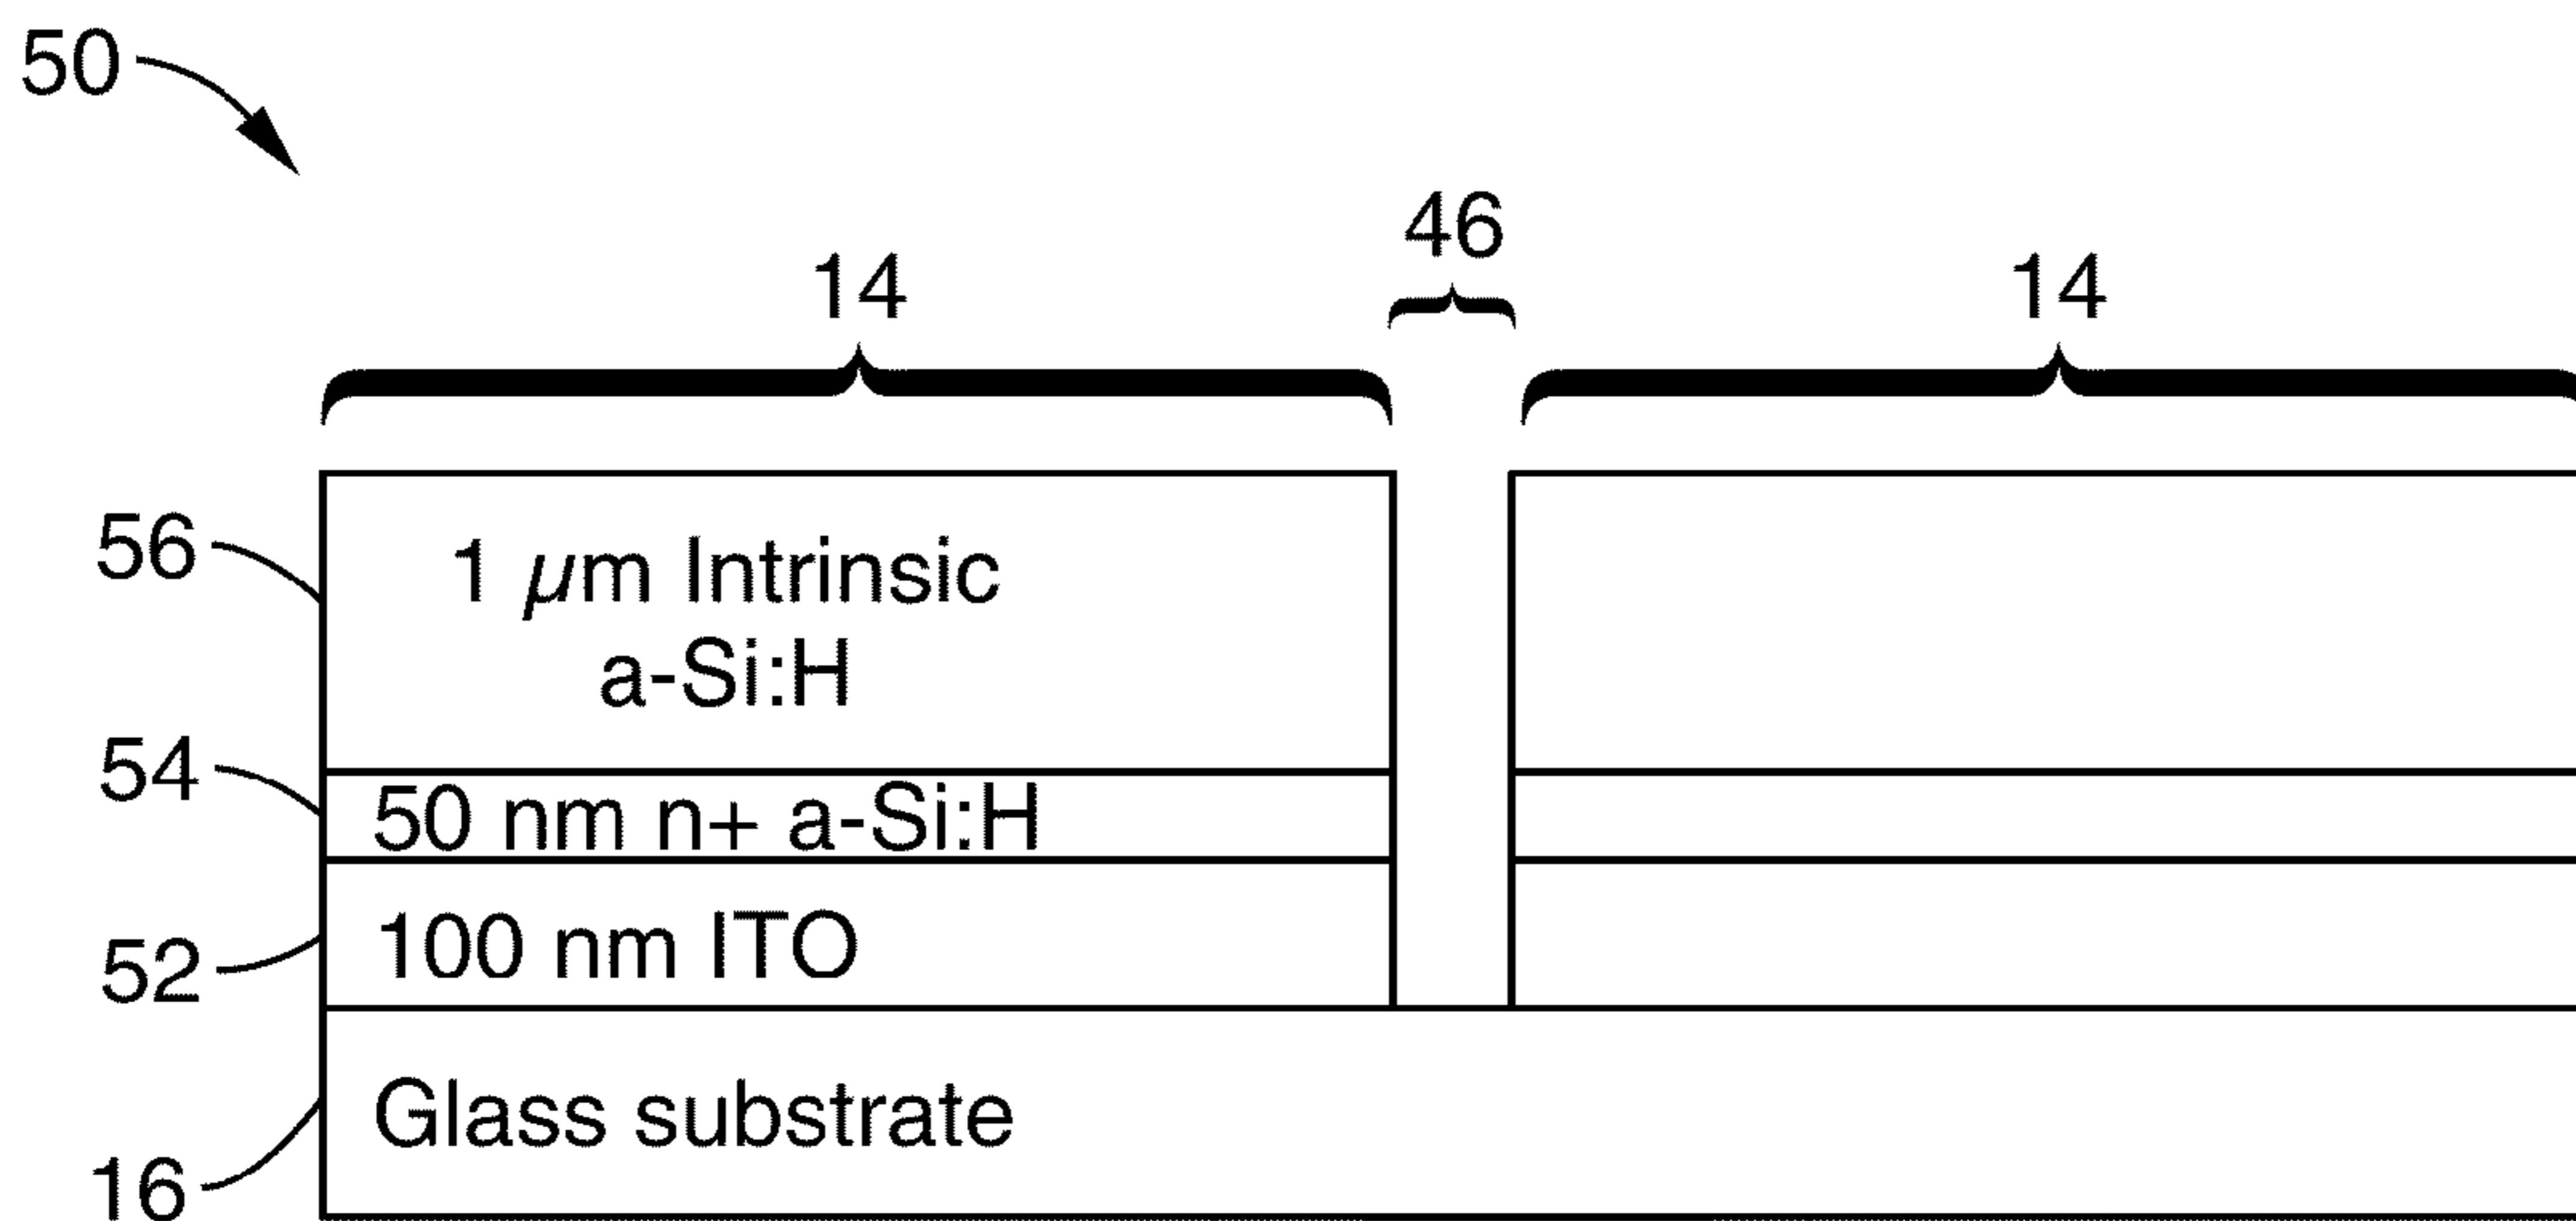 50
46
14
14
56
1 µm Intrinsic
a-Si:H
54
50 nm n+ a-Si:H
52
100 nm ITO
Glass substrate
16